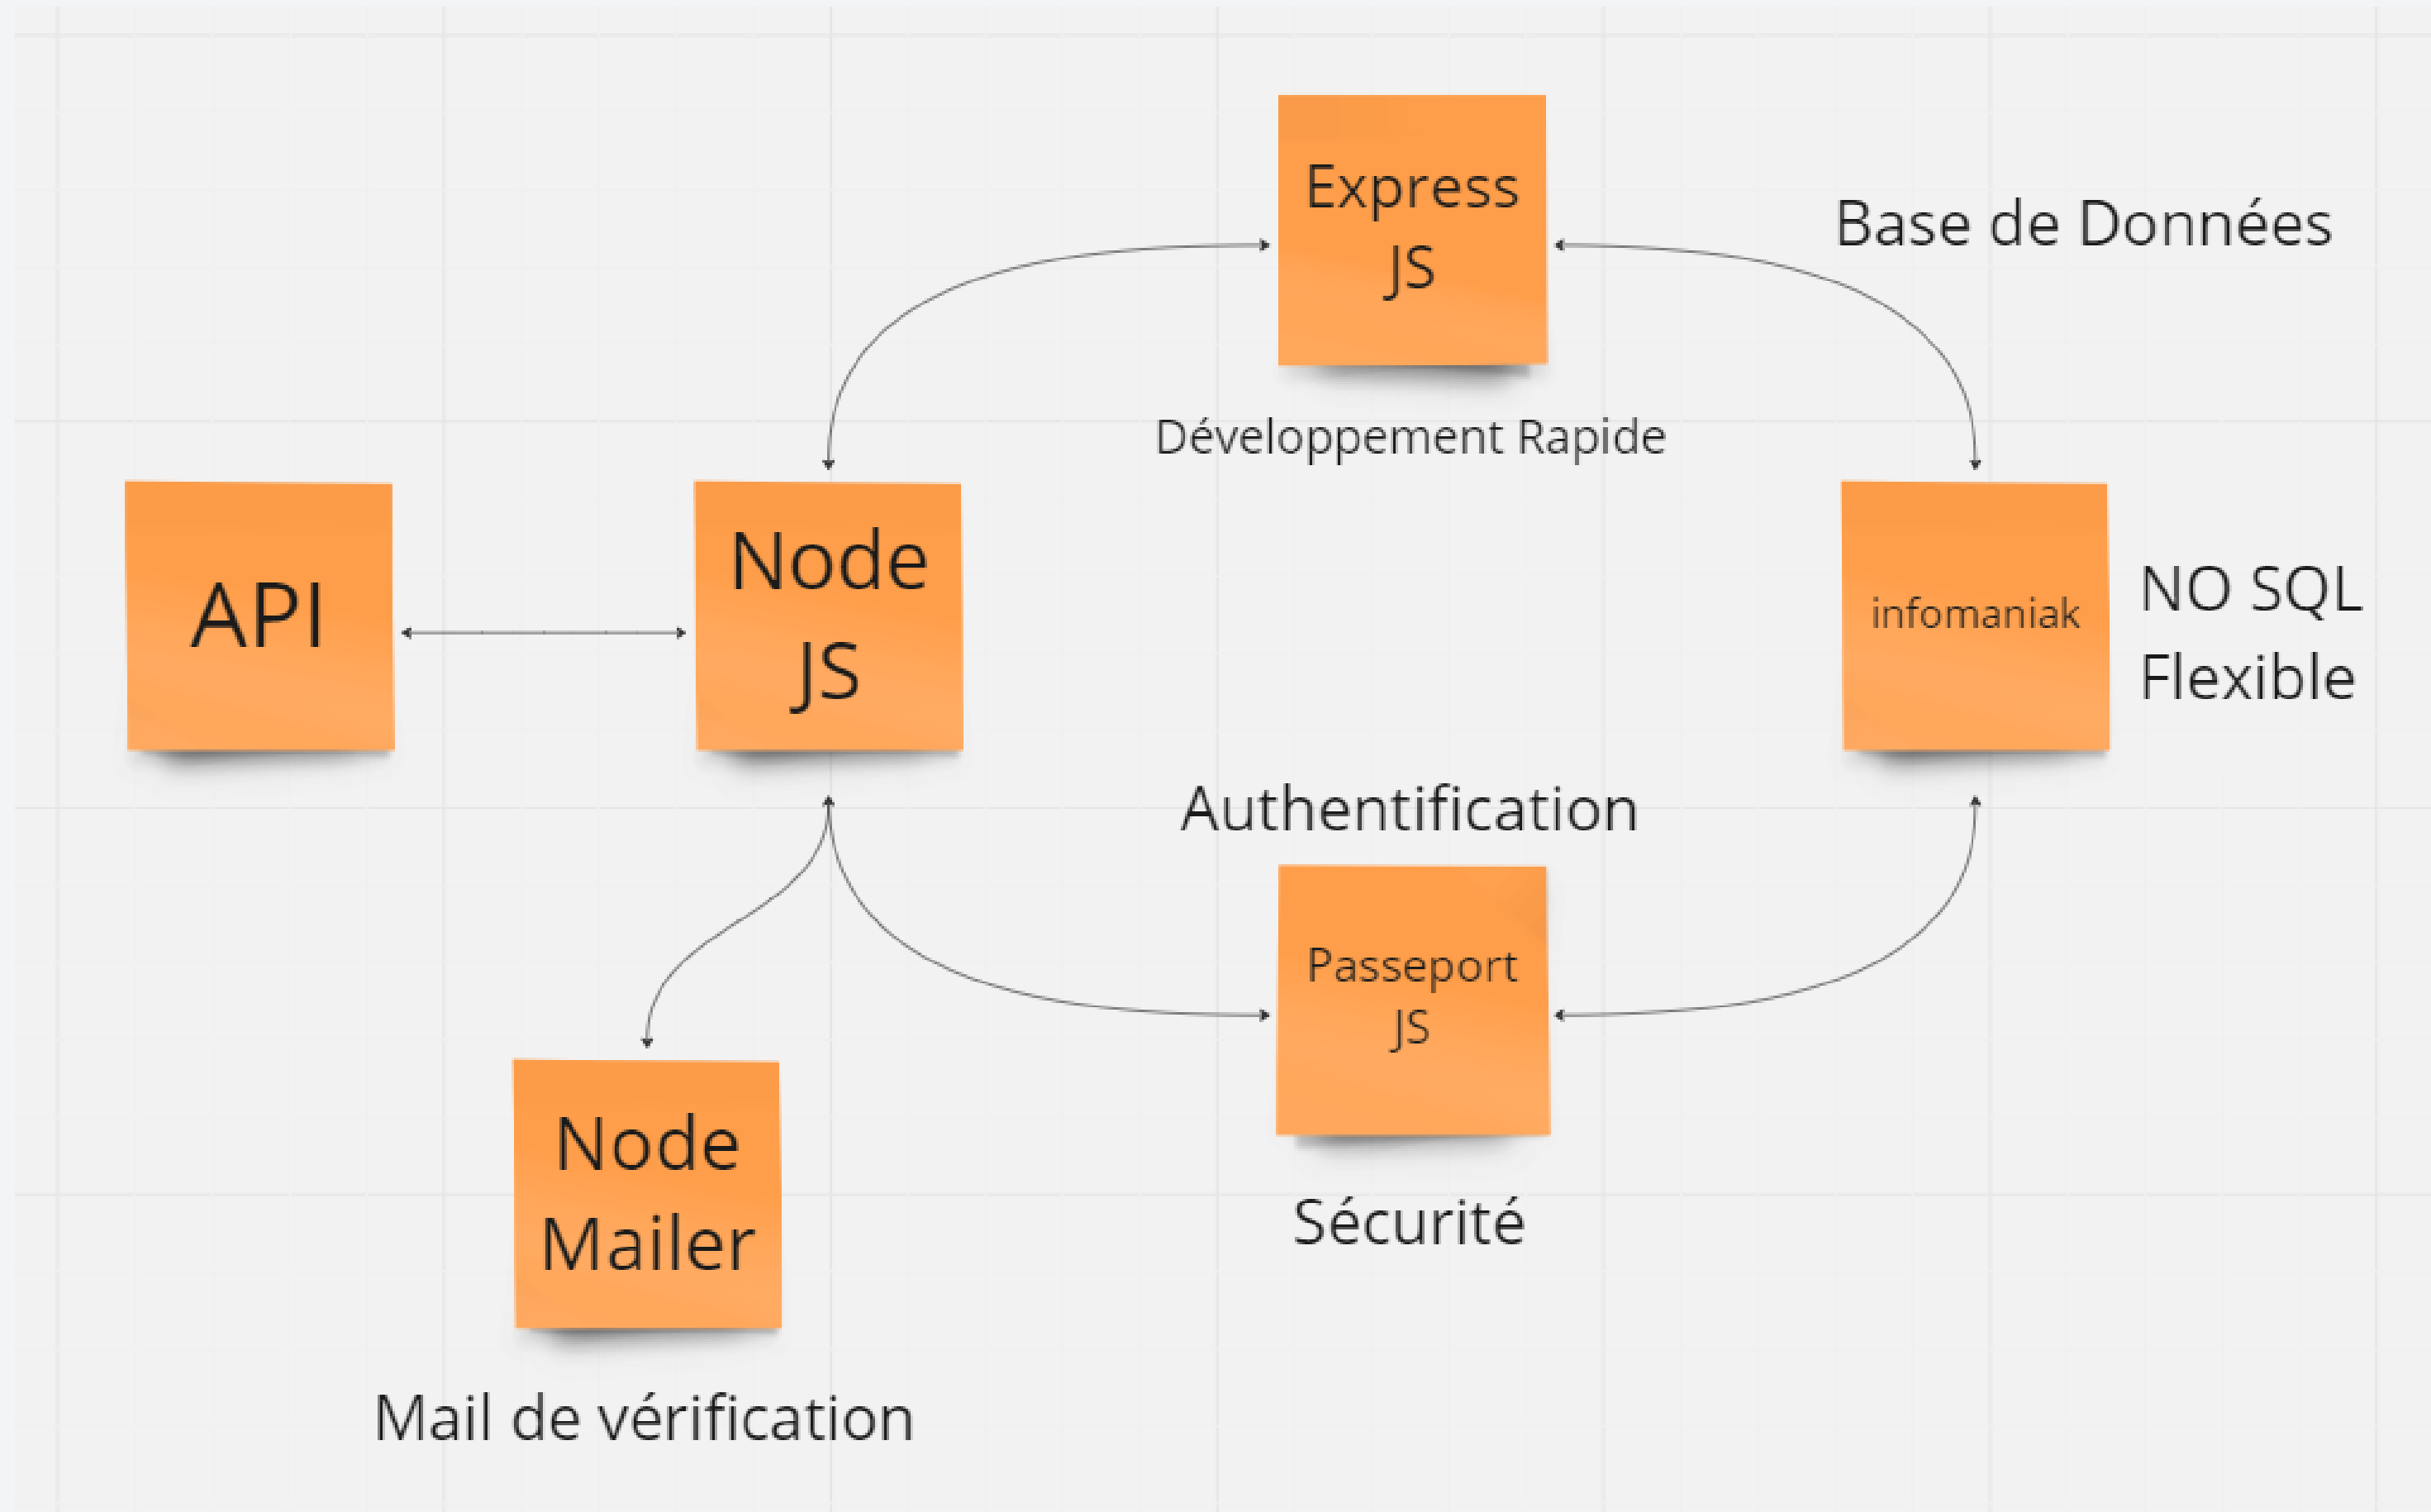 Express
JS
Base de Données
Développement Rapide
API
Node
JS
infomaniak
NO SQL
Flexible
Authentification
Passeport
JS
Node
Mailer
Sécurité
Mail de vérification